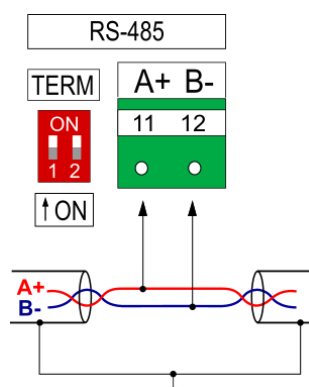 RS-485
TERM
A+ B-
ON
1 2
11 12
↑ON
A+
B-